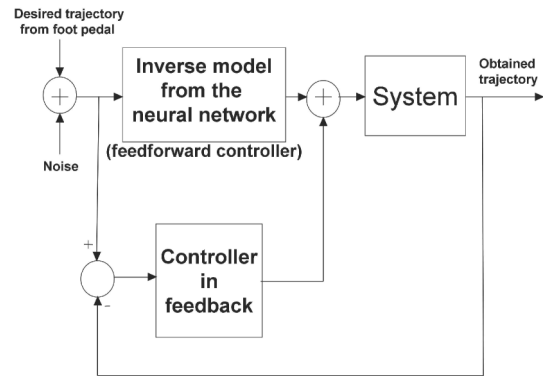 Desired trajectory
from foot pedal
Inverse model
from the
neural network
(feedforward controller)
System
Obtained
trajectory
+
+
Noise
+
-
Controller
in
feedback